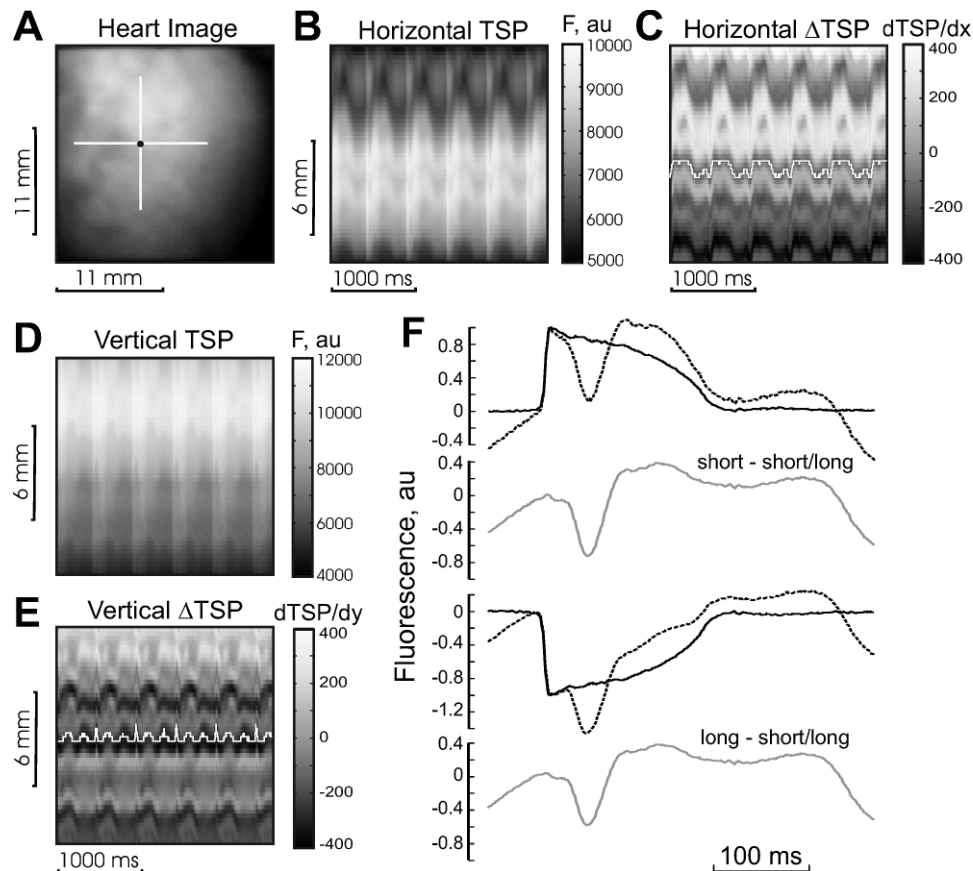 A
Heart Image
11 mm
11 mm
B
Horizontal TSP
F, au
10000
9000
8000
7000
6000
5000
6 mm
1000 ms
C
Horizontal ΔTSP
dTSP/dx
400
200
0
-200
-400
1000 ms
D
Vertical TSP
F, au
12000
10000
8000
6000
4000
6 mm
E
Vertical ΔTSP
dTSP/dy
400
200
0
-200
-400
6 mm
1000 ms
F
Fluorescence, au
0.8
0.4
0
-0.4
short - short/long
0.4
0
-0.4
-0.8
0
-0.4
-0.8
-1.2
long - short/long
0.4
0
-0.4
-0.8
100 ms